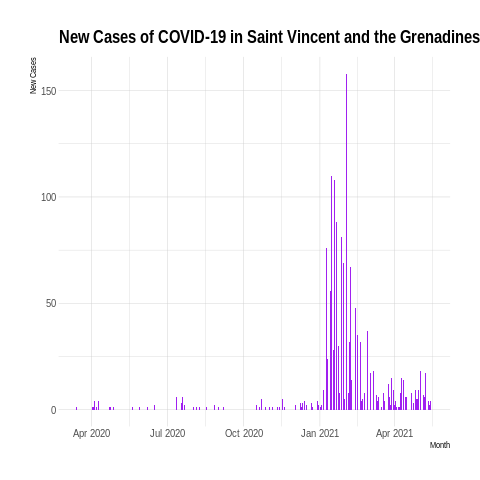 New Cases of COVID-19 in Saint Vincent and the Grenadines
New Cases
150
100
50
0
Apr 2020 Jul 2020 Oct 2020 Jan 2021 Apr 2021
Month